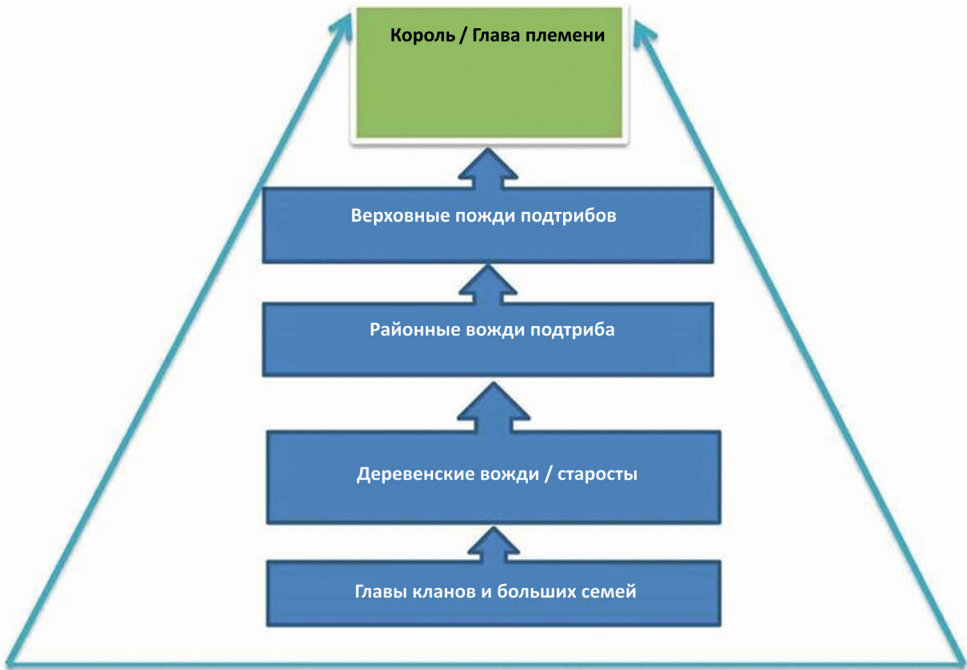 Король / Глава племени
Верховные пожди подтрибов
Районные вожди подтриба
Деревенские вожди / старосты
Главы кланов и больших семей